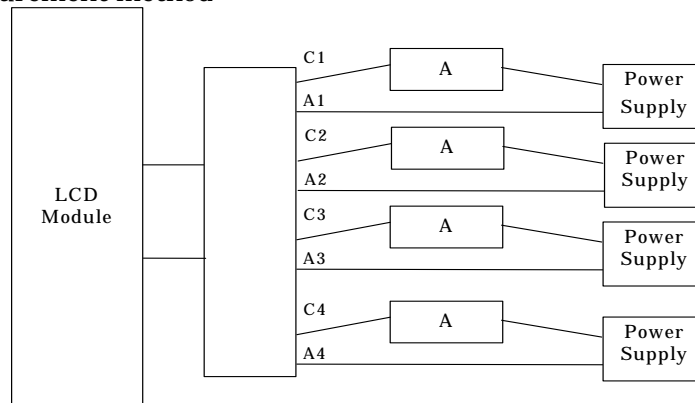 C1
A
Power
Supply
A1
C2
A
Power
Supply
A2
LCD
Module
C3
A
Power
Supply
A3
C4
A
Power
Supply
A4